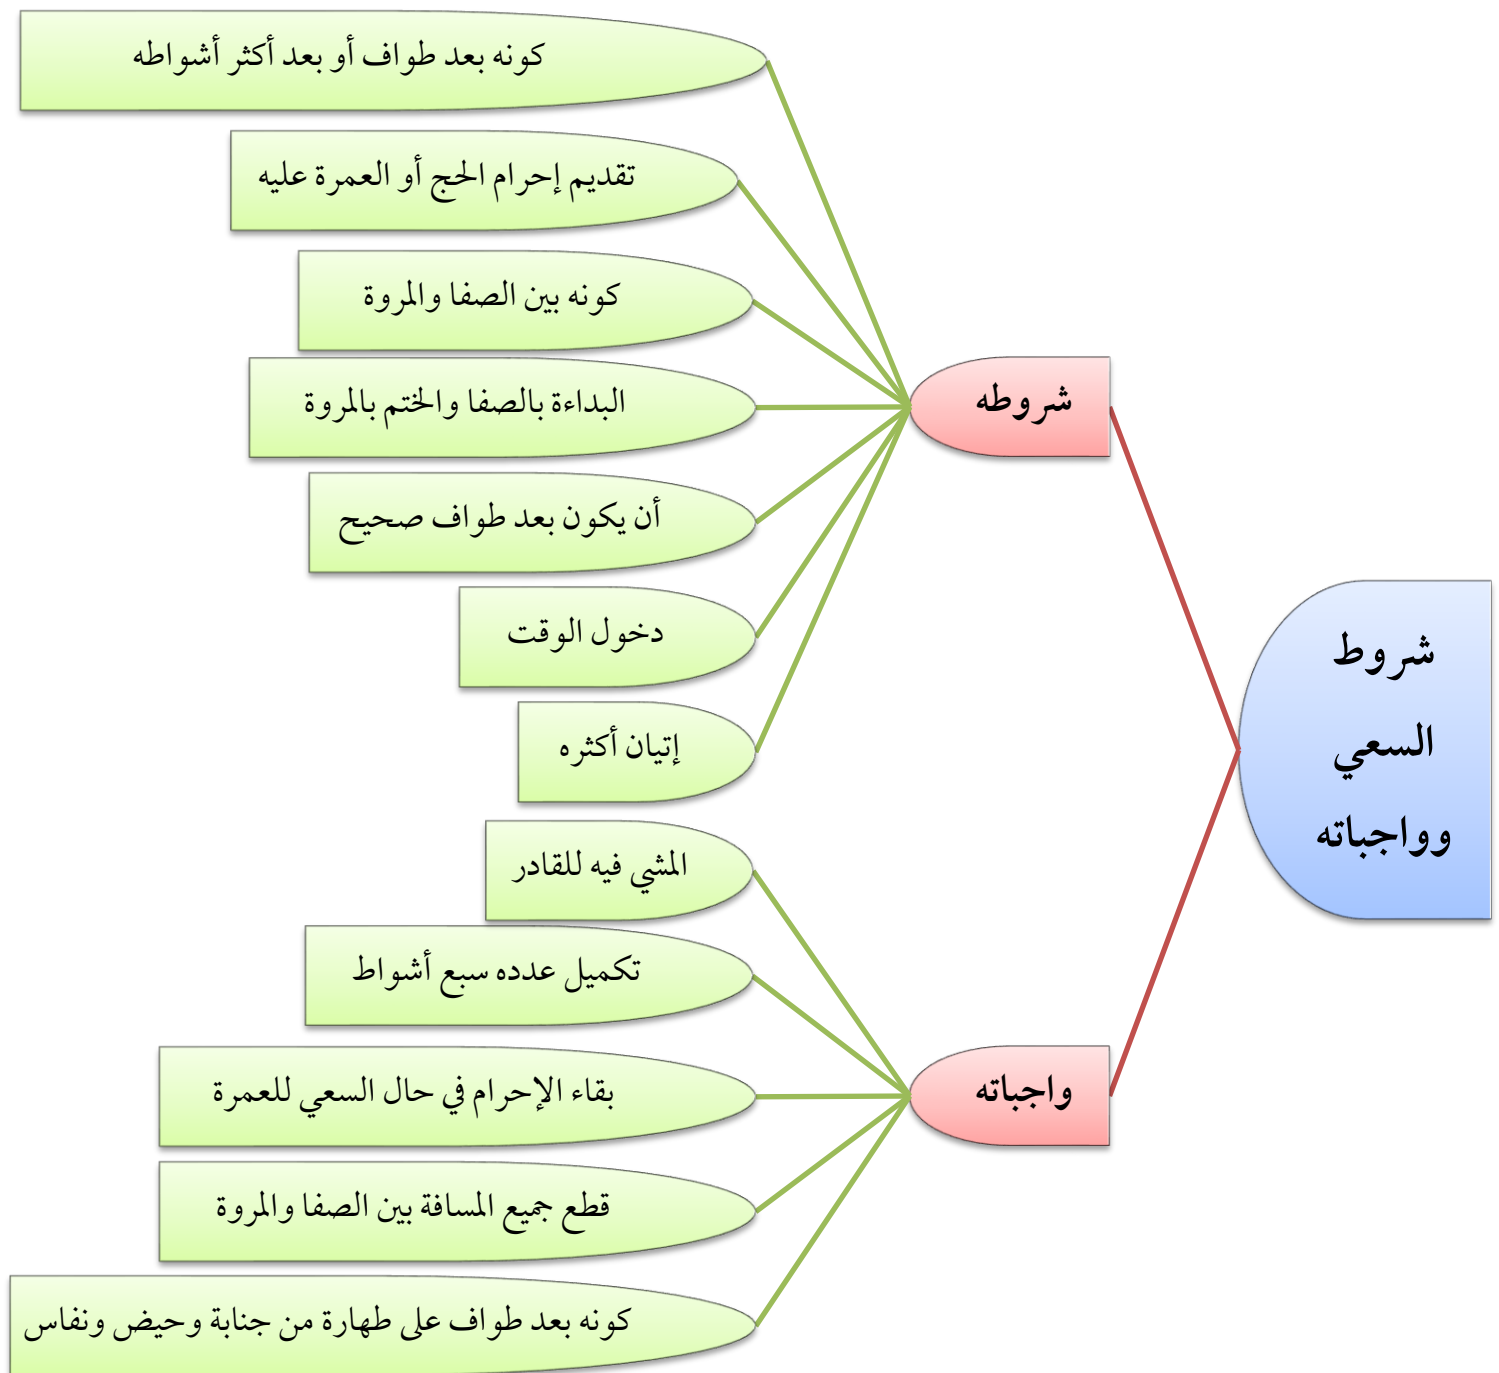 شروط
السعي
وواجباته
شروطه
كونه بعد طواف أو بعد أكثر أشواطه
تقديم إحرام الحج أو العمرة عليه
كونه بين الصفا والمروة
البداءة بالصفا والختم بالمروة
أن يكون بعد طواف صحيح
دخول الوقت
إتيان أكثره
واجباته
المشي فيه للقادر
تكميل عدده سبع أشواط
بقاء الإحرام في حال السعي للعمرة
قطع جميع المسافة بين الصفا والمروة
كونه بعد طواف على طهارة من جنابة وحيض ونفاس